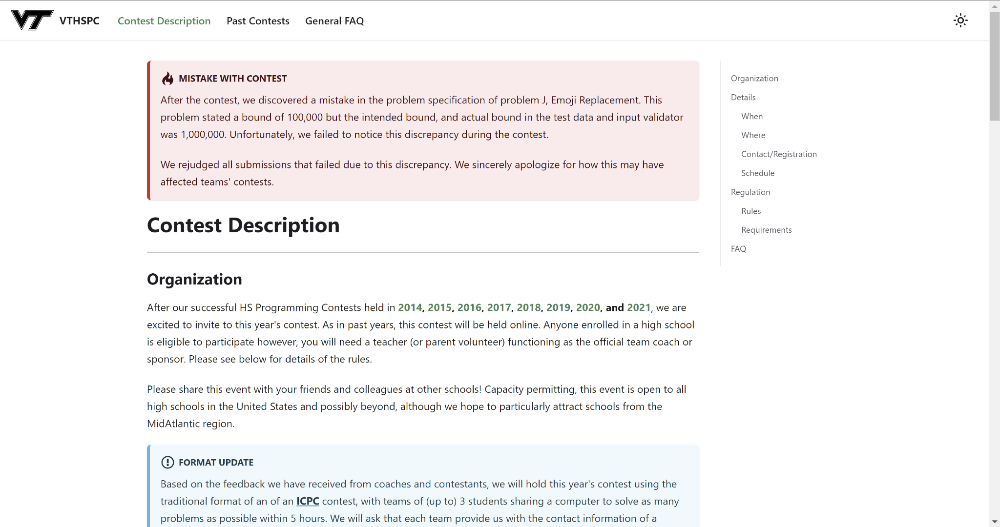 VT VTHSPC Contest Description Past Contests General FAQ
MISTAKE WITH CONTEST
After the contest, we discovered a mistake in the problem specification of problem J, Emoji Replacement. This
problem stated a bound of 100,000 but the intended bound, and actual bound in the test data and input validator
was 1,000,000. Unfortunately, we failed to notice this discrepancy during the contest.
We rejudged all submissions that failed due to this discrepancy. We sincerely apologize for how this may have
affected teams' contests.
Contest Description
Organization
After our successful HS Programming Contests held in 2014, 2015, 2016, 2017, 2018, 2019, 2020, and 2021, we are
excited to invite to this year's contest. As in past years, this contest will be held online. Anyone enrolled in a high school
is eligible to participate however, you will need a teacher (or parent volunteer) functioning as the official team coach or
sponsor. Please see below for details of the rules.
Please share this event with your friends and colleagues at other schools! Capacity permitting, this event is open to all
high schools in the United States and possibly beyond, although we hope to particularly attract schools from the
MidAtlantic region.
FORMAT UPDATE
Based on the feedback we have received from coaches and contestants, we will hold this year's contest using the
traditional format of an of an ICPC contest, with teams of (up to) 3 students sharing a computer to solve as many
problems as possible within 5 hours. We will ask that each team provide us with the contact information of a
Organization
Details
When
Where
Contact/Registration
Schedule
Regulation
Rules
Requirements
FAQ